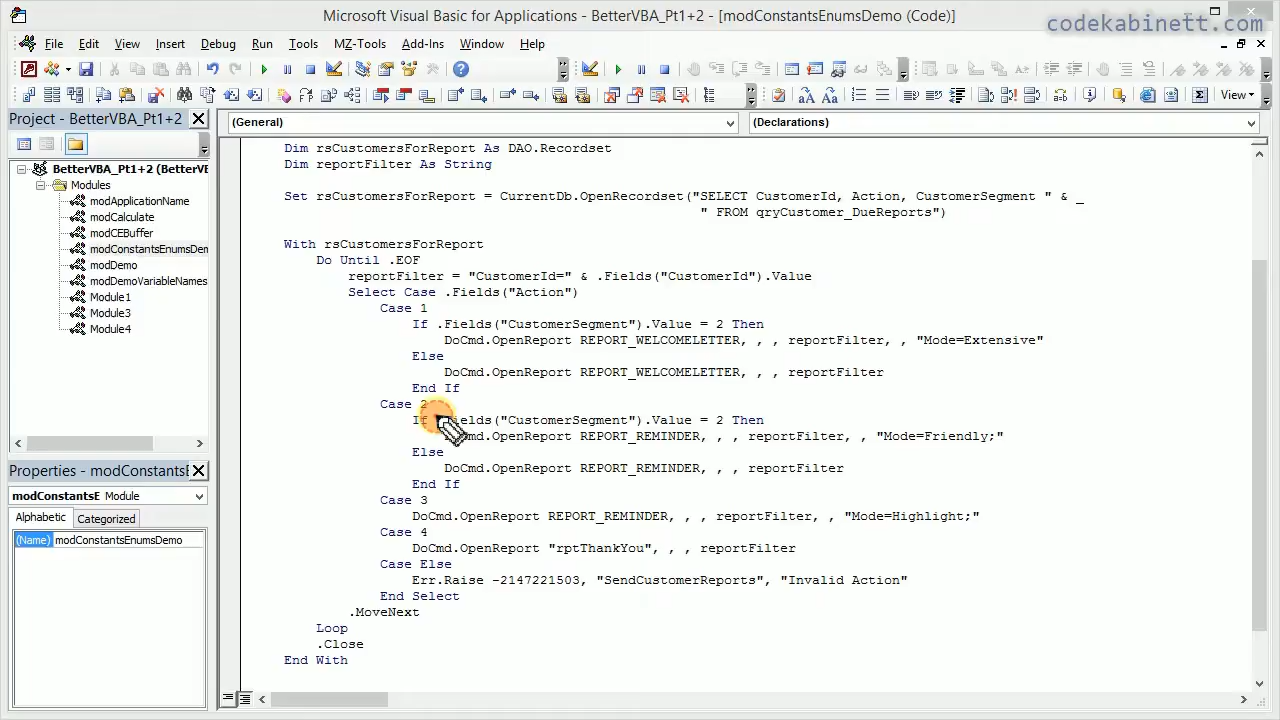 Microsoft Visual Basic for Applications - BetterVBA_Pt1+2 - [modConstantsEnumsDemo (Code)]
codekabinett.com
File Edit View Insert Format Debug Run Tools MZ-Tools Add-Ins Window Help
View
Project - BetterVBA_Pt1+2
(General)
(Declarations)
BetterVBA_Pt1+2 (BetterVB
Modules
modApplicationName
modCalculate
modCEBuffer
modConstantsEnumsDem
modDemo
modDemoVariableNames
Module1
Module3
Module4
Properties - modConstantsE
modConstantsE Module
Alphabetic Categorized
(Name) modConstantsEnumsDemo
Dim rsCustomersForReport As DAO.Recordset
Dim reportFilter As String
Set rsCustomersForReport = CurrentDb.OpenRecordset("SELECT CustomerId, Action, CustomerSegment " & _
" FROM qryCustomer_DueReports")
With rsCustomersForReport
Do Until .EOF
reportFilter = "CustomerId=" & .Fields("CustomerId").Value
Select Case .Fields("Action")
Case 1
If .Fields("CustomerSegment").Value = 2 Then
DoCmd.OpenReport REPORT_WELCOMELETTER, , , reportFilter, , "Mode=Extensive"
Else
DoCmd.OpenReport REPORT_WELCOMELETTER, , , reportFilter
End If
Case 2
If .Fields("CustomerSegment").Value = 2 Then
DoCmd.OpenReport REPORT_REMINDER, , , reportFilter, , "Mode=Friendly;"
Else
DoCmd.OpenReport REPORT_REMINDER, , , reportFilter
End If
Case 3
DoCmd.OpenReport REPORT_REMINDER, , , reportFilter, , "Mode=Highlight;"
Case 4
DoCmd.OpenReport "rptThankYou", , , reportFilter
Case Else
Err.Raise -2147221503, "SendCustomerReports", "Invalid Action"
End Select
.MoveNext
Loop
.Close
End With